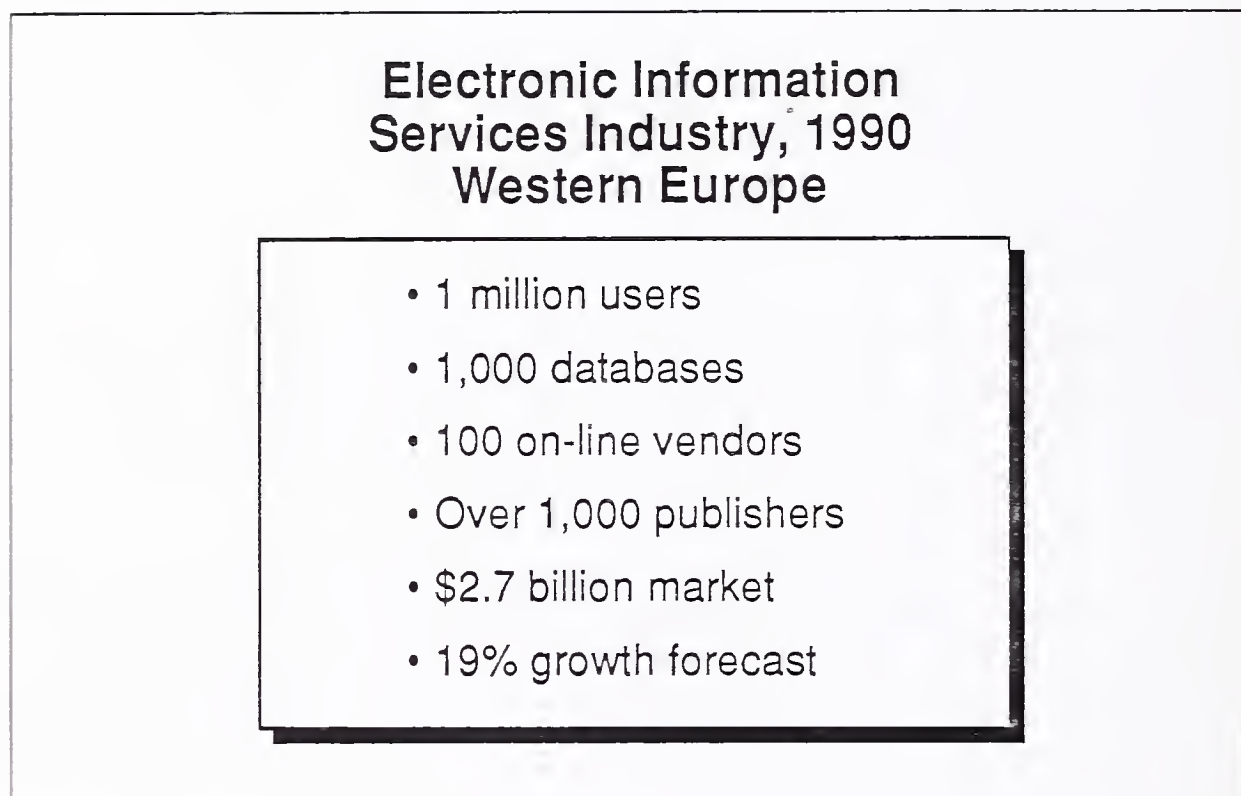 Electronic Information
Services Industry, 1990
Western Europe
• 1 million users
• 1,000 databases
• 100 on-line vendors
• Over 1,000 publishers
• $2.7 billion market
• 19% growth forecast